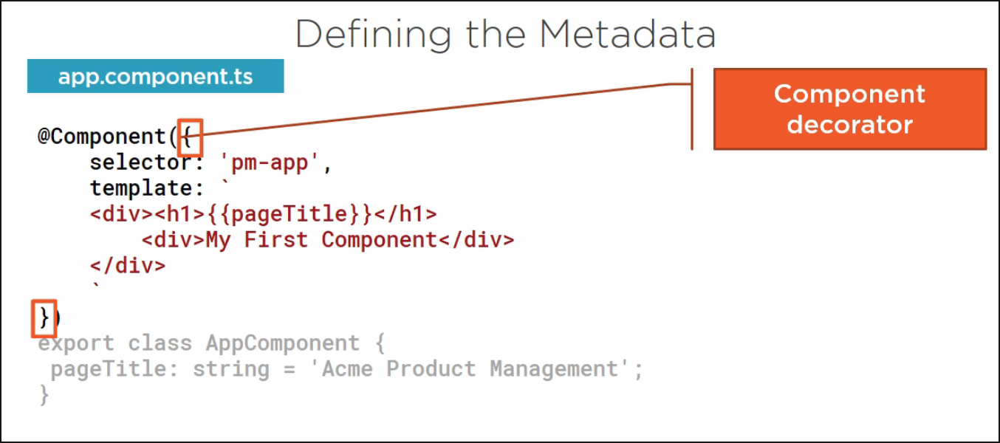 Defining the Metadata
app.component.ts
Component
decorator
@Component({
    selector: 'pm-app',
    template: `
    <div><h1>{{pageTitle}}</h1>
        <div>My First Component</div>
    </div>
    `
})
export class AppComponent {
 pageTitle: string = 'Acme Product Management';
}